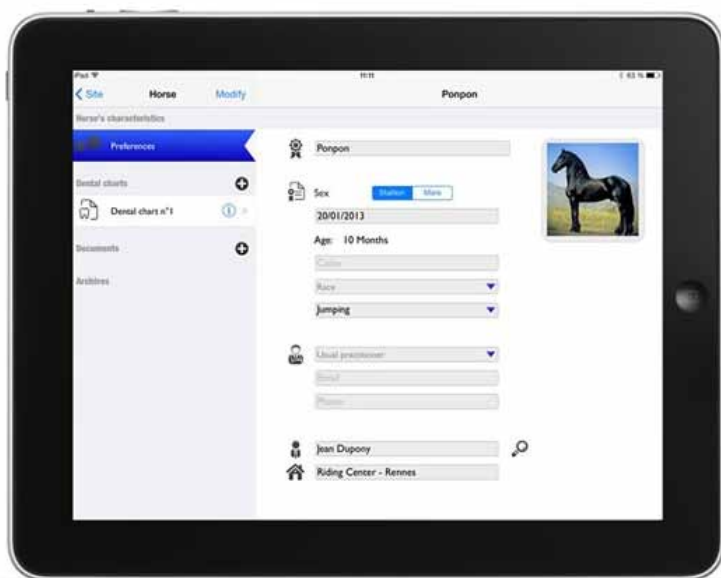 iPad 11:11 63 %
Site Horse Modify Ponpon
Horse's characteristics
Preferences
Ponpon
Dental charts
Sex Stallion Mare
Dental chart n°1
20/01/2013
Age: 10 Months
Documents
Color
Archives
Race
Jumping
Usual practitioner
Email
Phone
Jean Dupony
Riding Center - Rennes